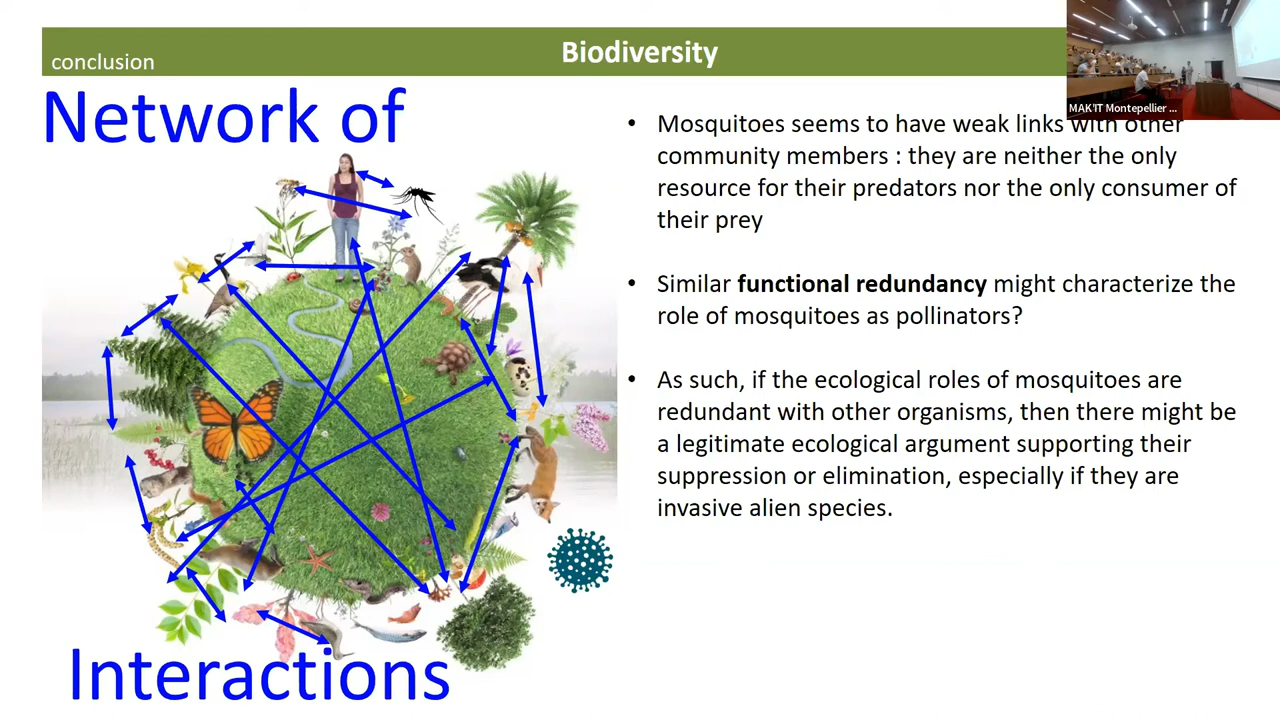 conclusion
Biodiversity
MAK'IT Montepellier ...
Network of
Interactions
• Mosquitoes seems to have weak links with other
community members : they are neither the only
resource for their predators nor the only consumer of
their prey
• Similar functional redundancy might characterize the
role of mosquitoes as pollinators?
• As such, if the ecological roles of mosquitoes are
redundant with other organisms, then there might be
a legitimate ecological argument supporting their
suppression or elimination, especially if they are
invasive alien species.